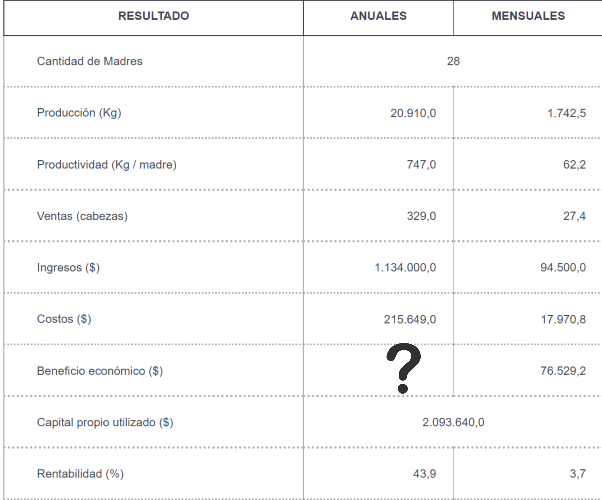 RESULTADO ANUALES MENSUALES
Cantidad de Madres 28
Producción (Kg) 20.910,0 1.742,5
Productividad (Kg / madre) 747,0 62,2
Ventas (cabezas) 329,0 27,4
Ingresos ($) 1.134.000,0 94.500,0
Costos ($) 215.649,0 17.970,8
Beneficio económico ($) ? 76.529,2
Capital propio utilizado ($) 2.093.640,0
Rentabilidad (%) 43,9 3,7